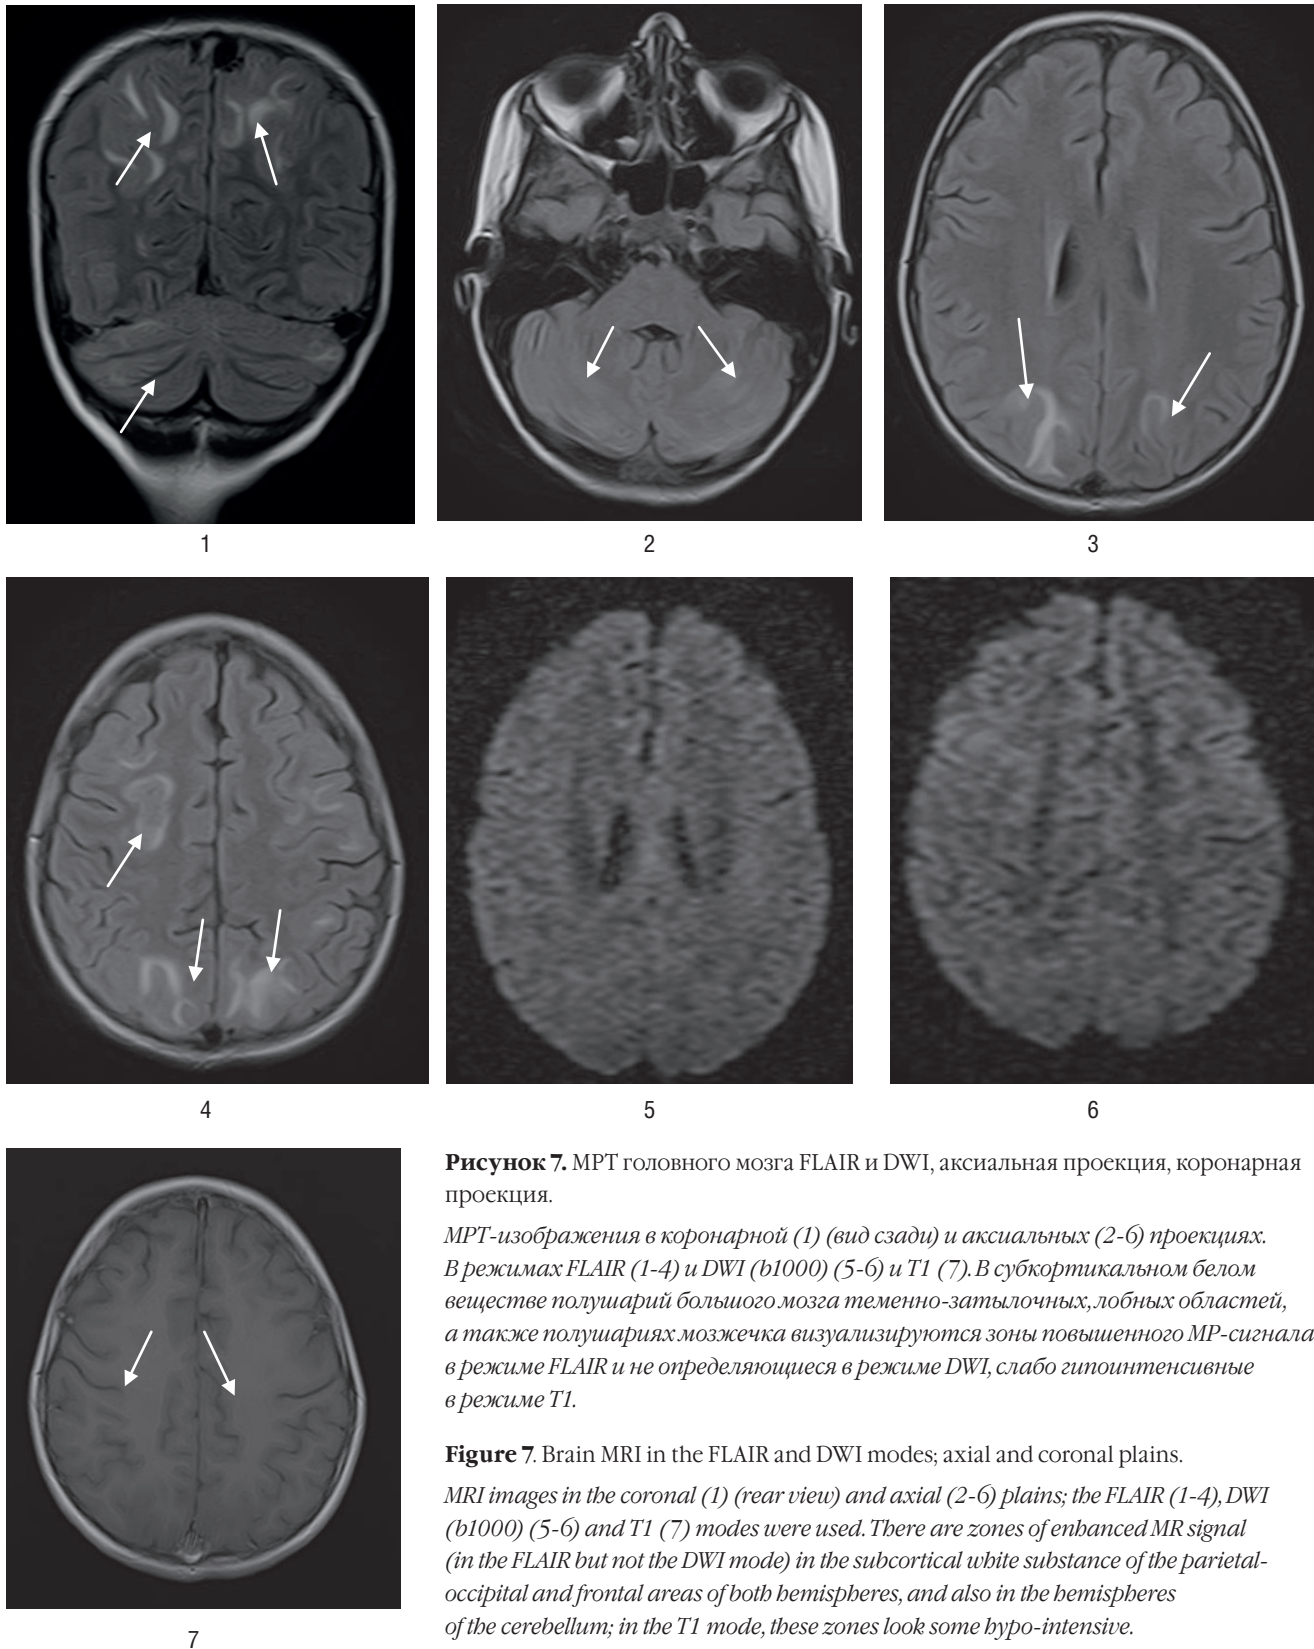 1
2
3
4
5
6
7
Рисунок 7. МРТ головного мозга FLAIR и DWI, аксиальная проекция, коронарная
проекция.
МРТ-изображения в коронарной (1) (вид сзади) и аксиальных (2-6) проекциях.
В режимах FLAIR (1-4) и DWI (b1000) (5-6) и T1 (7). В субкортикальном белом
веществе полушарий большого мозга теменно-затылочных, лобных областей,
а также полушариях мозжечка визуализируются зоны повышенного МР-сигнала
в режиме FLAIR и не определяющиеся в режиме DWI, слабо гипоинтенсивные
в режиме T1.
Figure 7. Brain MRI in the FLAIR and DWI modes; axial and coronal plains.
MRI images in the coronal (1) (rear view) and axial (2-6) plains; the FLAIR (1-4), DWI
(b1000) (5-6) and T1 (7) modes were used. There are zones of enhanced MR signal
(in the FLAIR but not the DWI mode) in the subcortical white substance of the parietal-
occipital and frontal areas of both hemispheres, and also in the hemispheres
of the cerebellum; in the T1 mode, these zones look some hypo-intensive.